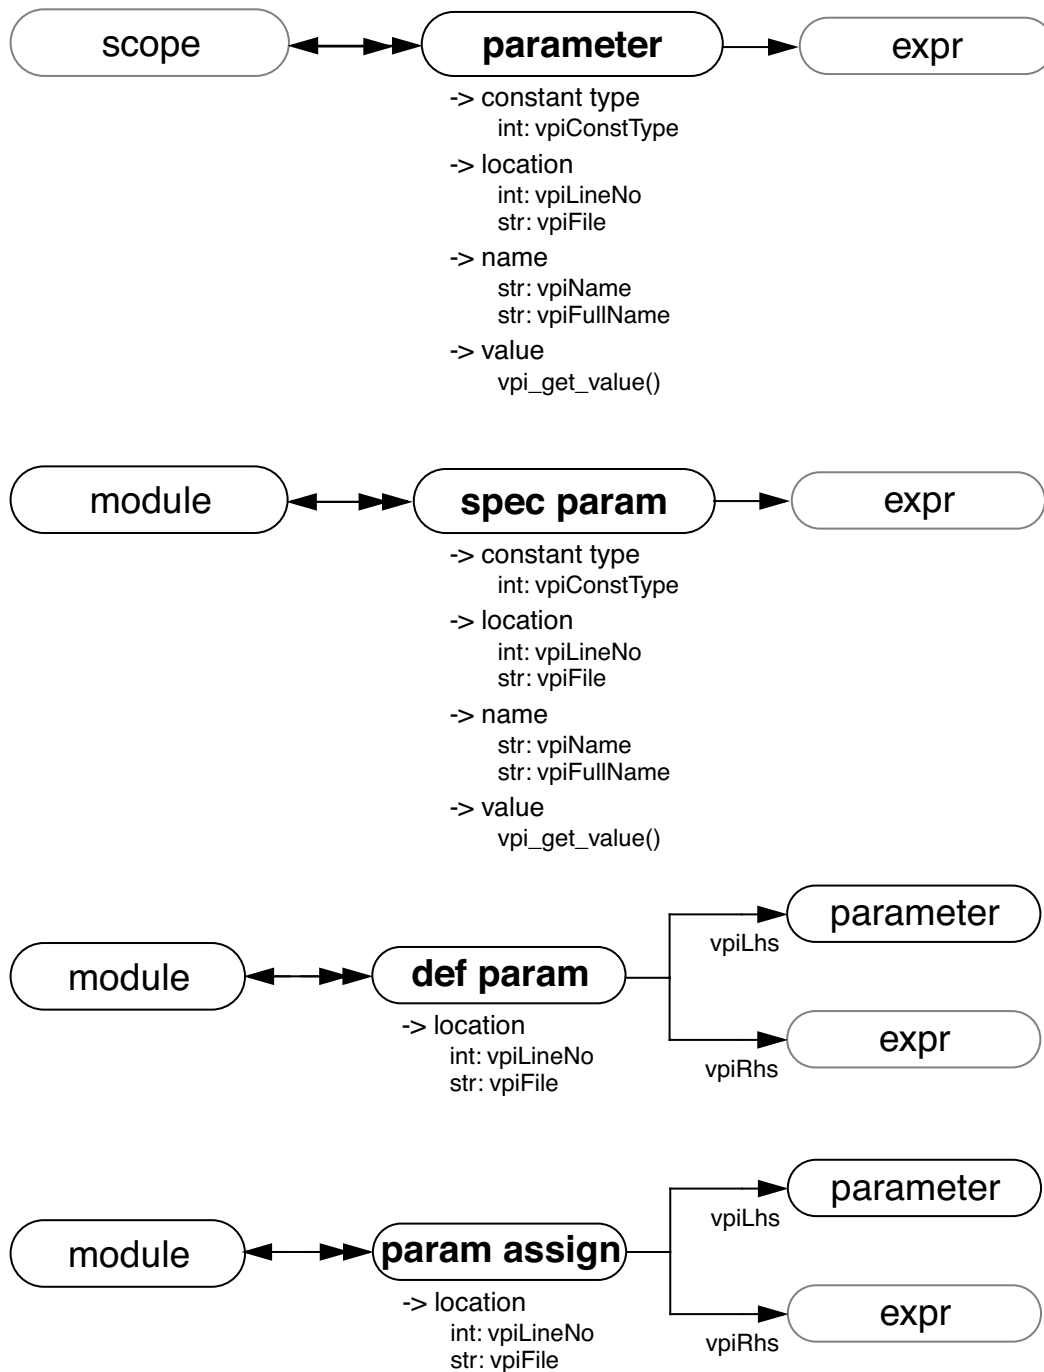 scope
parameter
expr
-> constant type
int: vpiConstType
-> location
int: vpiLineNo
str: vpiFile
-> name
str: vpiName
str: vpiFullName
-> value
vpi_get_value()
module
spec param
expr
-> constant type
int: vpiConstType
-> location
int: vpiLineNo
str: vpiFile
-> name
str: vpiName
str: vpiFullName
-> value
vpi_get_value()
module
def param
-> location
int: vpiLineNo
str: vpiFile
vpiLhs
parameter
vpiRhs
expr
module
param assign
-> location
int: vpiLineNo
str: vpiFile
vpiLhs
parameter
vpiRhs
expr